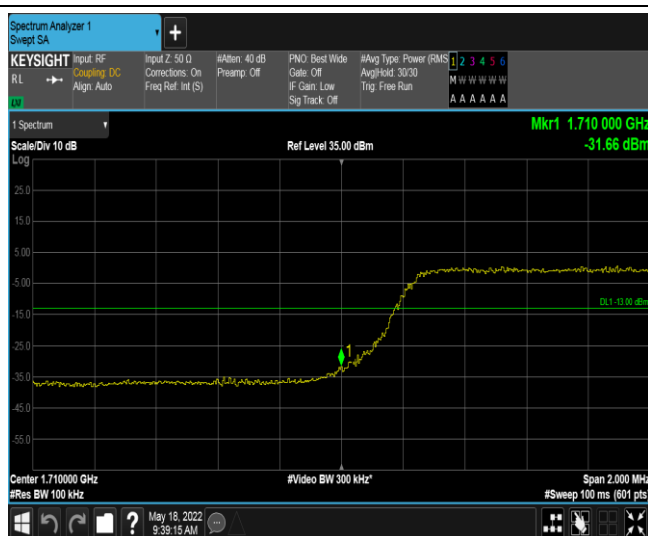 Spectrum Analyzer 1
Swept SA
+
KEYSIGHT
RL
LXI
Input: RF
Coupling: DC
Align: Auto
Input Z: 50 Ω
Corrections: On
Freq Ref: Int (S)
#Atten: 40 dB
Preamp: Off
PNO: Best Wide
Gate: Off
IF Gain: Low
Sig Track: Off
#Avg Type: Power (RMS
Avg|Hold: 30/30
Trig: Free Run
1 2 3 4 5 6
M W W W W W
A A A A A A
1 Spectrum
Mkr1 1.710 000 GHz
Scale/Div 10 dB
Ref Level 35.00 dBm
-31.66 dBm
Log
25.0
15.0
5.00
-5.00
DL1 -13.00 dBm
-15.0
-25.0
1
-35.0
-45.0
-55.0
Center 1.710000 GHz
#Video BW 300 kHz*
Span 2.000 MHz
#Res BW 100 kHz
#Sweep 100 ms (601 pts)
?
May 18, 2022
9:39:15 AM